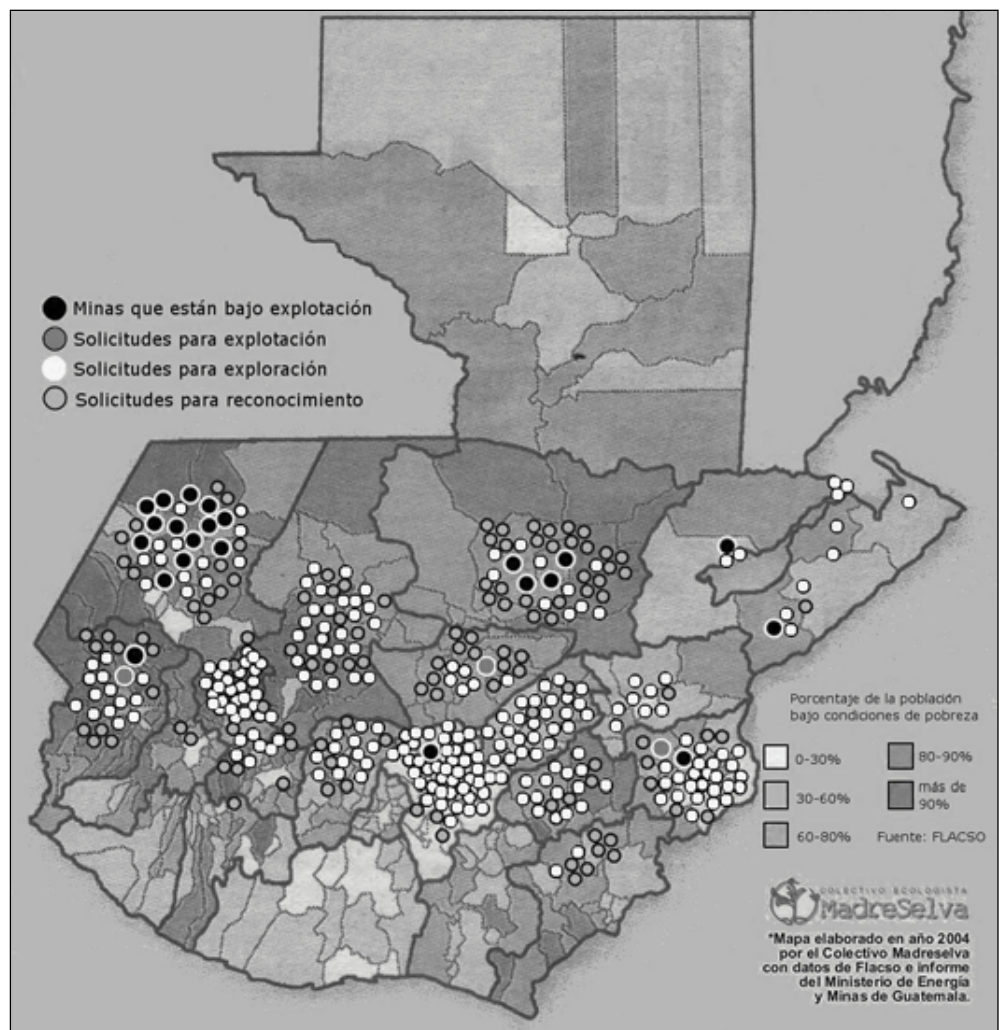 Minas que están bajo explotación
Solicitudes para explotación
Solicitudes para exploración
Solicitudes para reconocimiento
Porcentaje de la población
bajo condiciones de pobreza
0-30%
30-60%
60-80%
80-90%
más de
90%
Fuente: FLACSO
COLECTIVO ECOLOGISTA
MadreSelva
*Mapa elaborado en año 2004
por el Colectivo Madreselva
con datos de Flacso e informe
del Ministerio de Energía
y Minas de Guatemala.